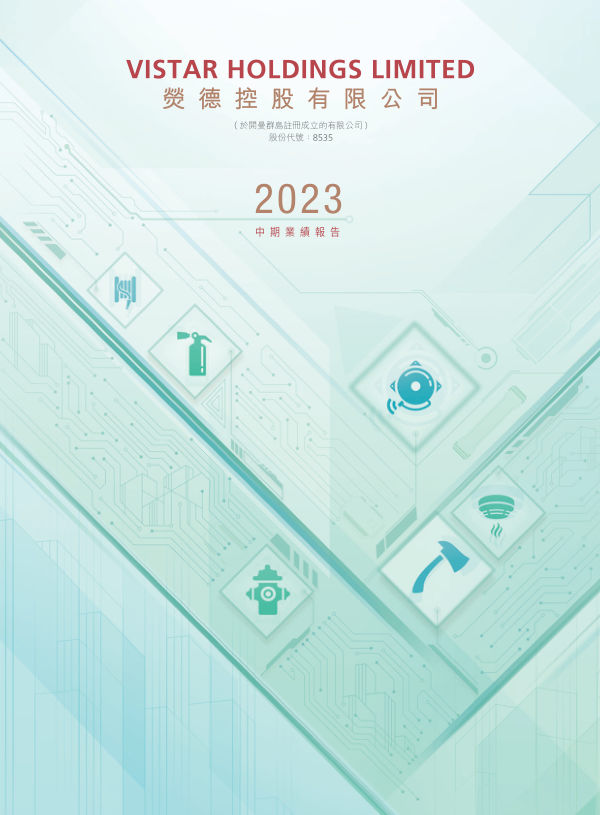 VISTAR HOLDINGS LIMITED
熒德控股有限公司
(於開曼群島註冊成立的有限公司)
股份代號：8535
2023
中期業績報告